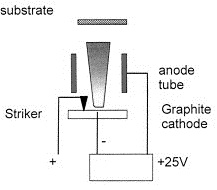 substrate
anode
tube
Striker
Graphite
cathode
-
+
+25V